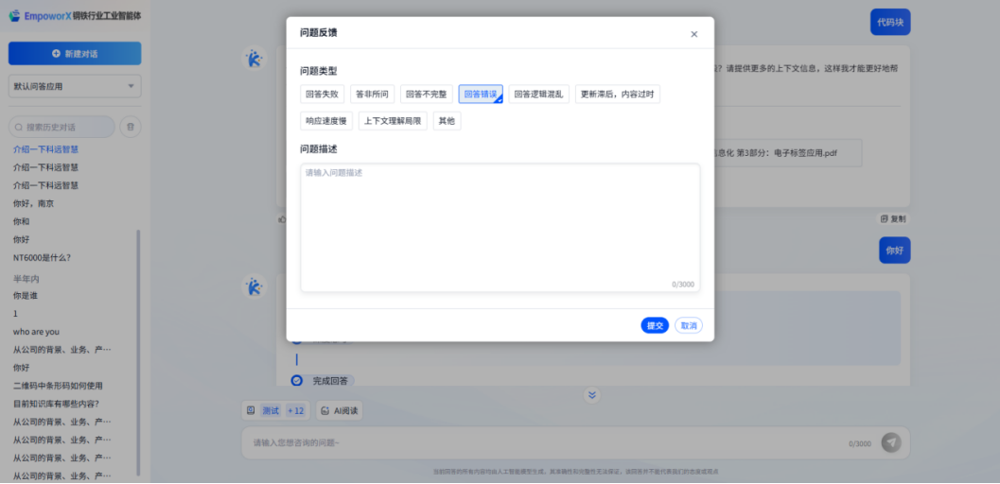 EmpoworX钢铁行业工业智能体
新建对话
默认问答应用
搜索历史对话
介绍一下科远智慧
介绍一下科远智慧
介绍一下科远智慧
你好，南京
你和
你好
NT6000是什么？
半年内
你是谁
1
who are you
从公司的背景、业务、产…
你好
二维码中条形码如何使用
目前知识库有哪些内容？
从公司的背景、业务、产…
从公司的背景、业务、产…
从公司的背景、业务、产…
从公司的背景、业务、产…
代码块
？请提供更多的上下文信息，这样我才能更好地帮
信息化 第3部分：电子标签应用.pdf
复制
你好
问题反馈
问题类型
回答失败 答非所问 回答不完整 回答错误 回答逻辑混乱 更新滞后，内容过时
响应速度慢 上下文理解局限 其他
问题描述
请输入问题描述
0/3000
提交 取消
完成回答
测试 +12 AI阅读
请输入您想咨询的问题~
0/3000
当前回答的所有内容均由人工智能模型生成，其准确性和完整性无法保证，该回答并不能代表我们的态度或观点